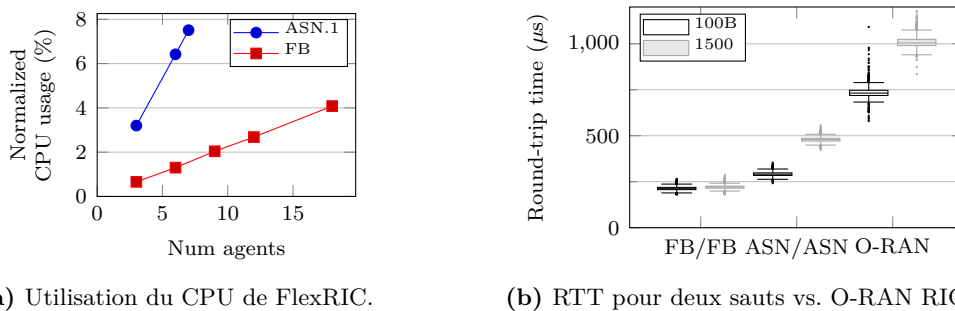 8
6
4
2
0
0
5
10
15
Normalized
CPU usage (%)
Num agents
ASN.1
FB
1,000
500
0
Round-trip time (μs)
100B
1500
FB/FB ASN/ASN O-RAN
) Utilisation du CPU de FlexRIC.
(b) RTT pour deux sauts vs. O-RAN RIC